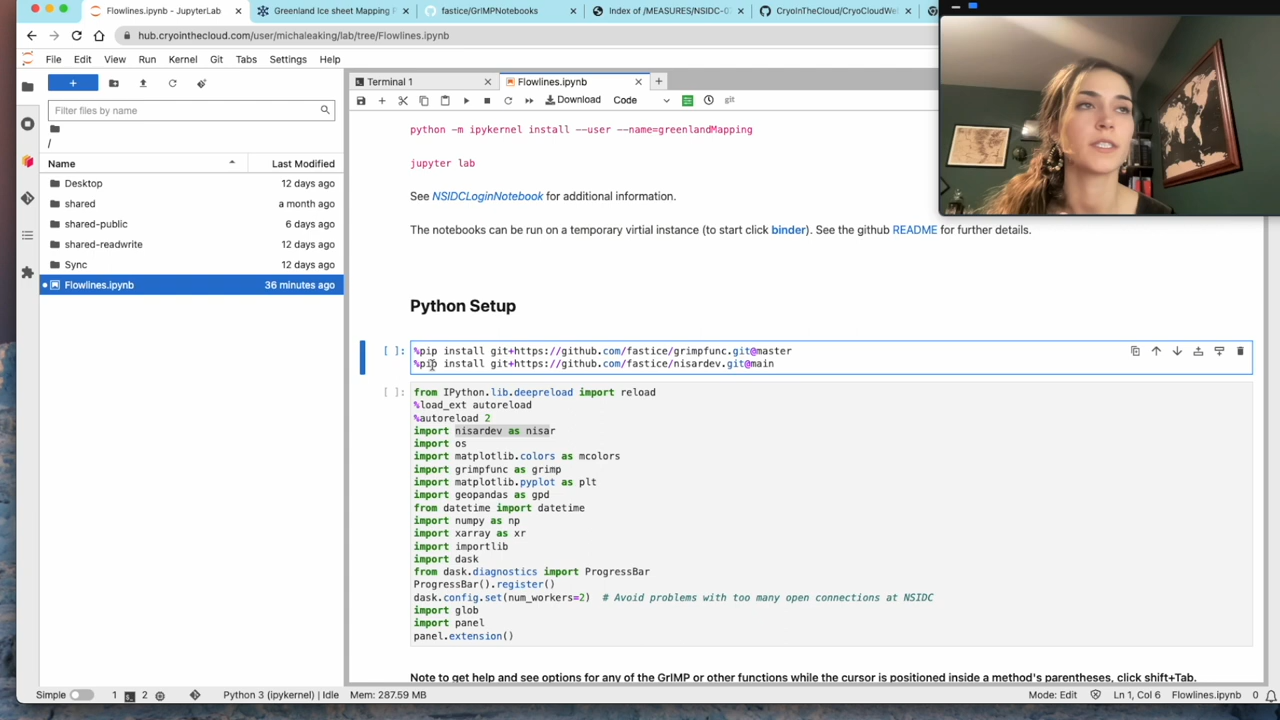 Flowlines.ipynb - JupyterLab
Greenland Ice sheet Mapping P
fastice/GrIMPNotebooks
Index of /MEASURES/NSIDC-0
CryoInTheCloud/CryoCloudWel
hub.cryointhecloud.com/user/michaleaking/lab/tree/Flowlines.ipynb
File Edit View Run Kernel Git Tabs Settings Help
Filter files by name
/
Name Last Modified
Desktop 12 days ago
shared a month ago
shared-public 6 days ago
shared-readwrite 12 days ago
Sync 12 days ago
Flowlines.ipynb 36 minutes ago
Terminal 1
Flowlines.ipynb
Download Code git
python -m ipykernel install --user --name=greenlandMapping
jupyter lab
See NSIDCLoginNotebook for additional information.
The notebooks can be run on a temporary virtial instance (to start click binder). See the github README for further details.
Python Setup
[ ]: %pip install git+https://github.com/fastice/grimpfunc.git@master
%pip install git+https://github.com/fastice/nisardev.git@main
[ ]: from IPython.lib.deepreload import reload
%load_ext autoreload
%autoreload 2
import nisardev as nisar
import os
import matplotlib.colors as mcolors
import grimpfunc as grimp
import matplotlib.pyplot as plt
import geopandas as gpd
from datetime import datetime
import numpy as np
import xarray as xr
import importlib
import dask
from dask.diagnostics import ProgressBar
ProgressBar().register()
dask.config.set(num_workers=2)  # Avoid problems with too many open connections at NSIDC
import glob
import panel
panel.extension()
Note to get help and see options for any of the GrIMP or other functions while the cursor is positioned inside a method's parentheses, click shift+Tab.
Simple 1 2 Python 3 (ipykernel) | Idle Mem: 287.59 MB Mode: Edit Ln 1, Col 6 Flowlines.ipynb 0